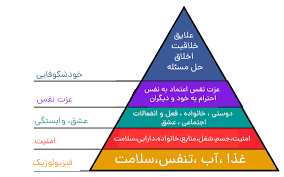 علایق
خلاقیت
اخلاق
حل مسئله
خودشکوفایی
عزت نفس اعتماد به نفس
احترام به خود و دیگران
عزت نفس
دوستی ، خانواده ، فعل و انفعالات
اجتماعی ، عشق
عشق، وابستگی
امنیت،جسم،شغل،منابع،خانواده،دارایی،سلامت
امنیت
غذا ، آب ، تنفس،سلامت
فیزیولوژیک